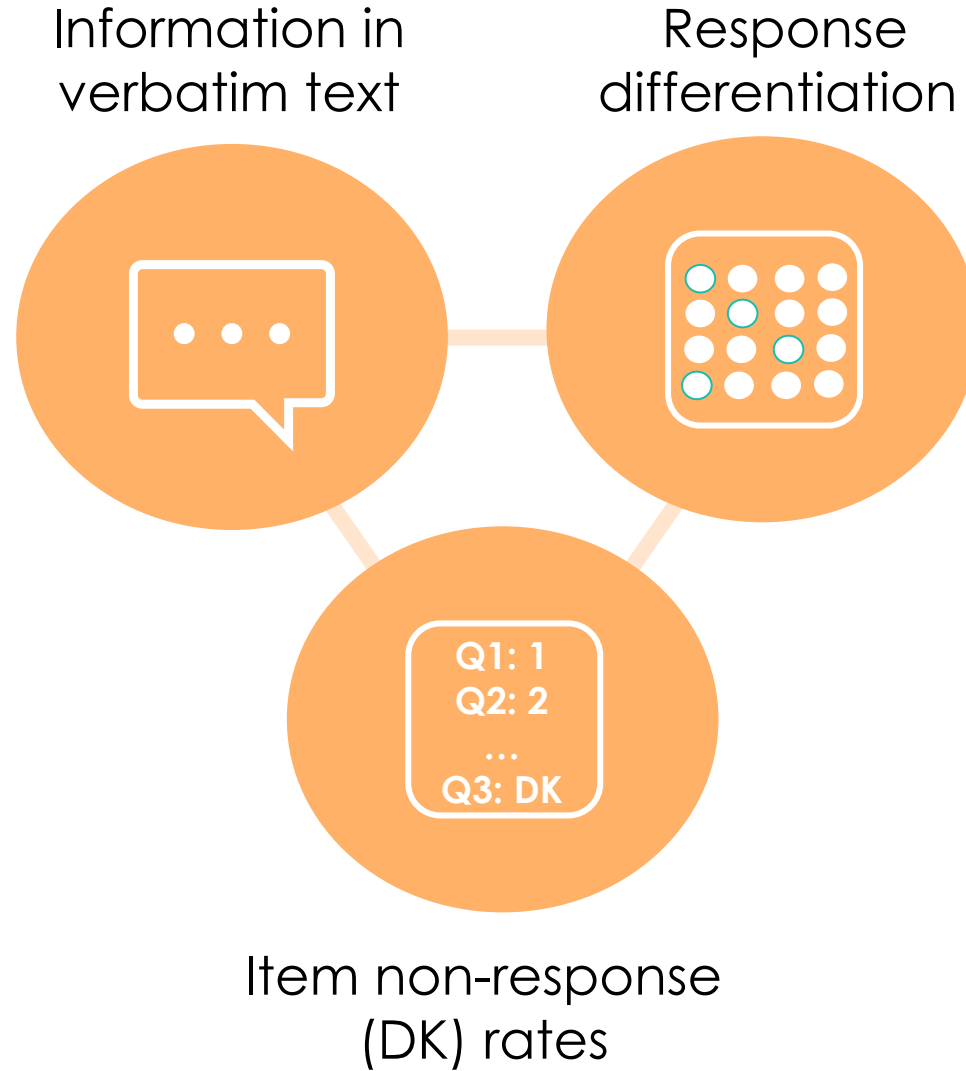 Information in
verbatim text
Response
differentiation
Q1: 1
Q2: 2
...
Q3: DK
Item non-response
(DK) rates